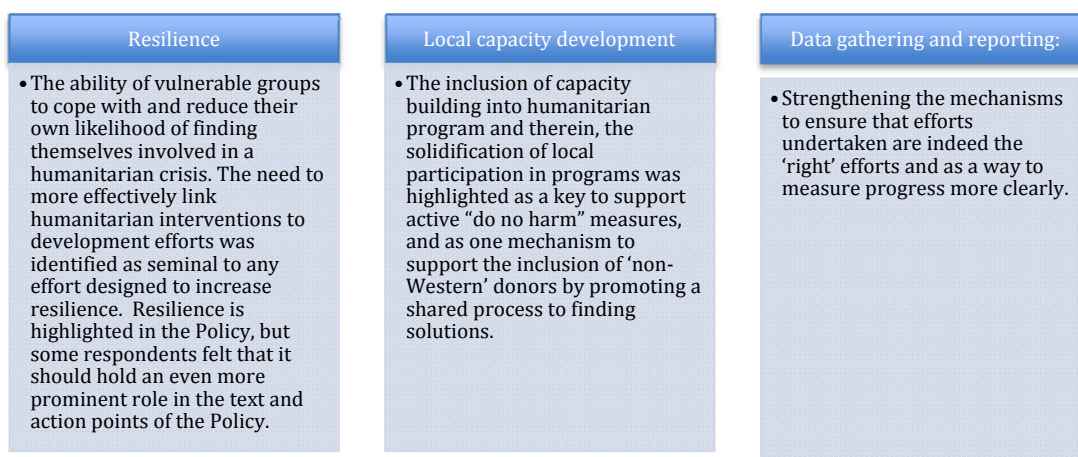 Resilience
• The ability of vulnerable groups
to cope with and reduce their
own likelihood of finding
themselves involved in a
humanitarian crisis. The need to
more effectively link
humanitarian interventions to
development efforts was
identified as seminal to any
effort designed to increase
resilience.  Resilience is
highlighted in the Policy, but
some respondents felt that it
should hold an even more
prominent role in the text and
action points of the Policy.
Local capacity development
• The inclusion of capacity
building into humanitarian
program and therein, the
solidification of local
participation in programs was
highlighted as a key to support
active “do no harm” measures,
and as one mechanism to
support the inclusion of ‘non-
Western’ donors by promoting a
shared process to finding
solutions.
Data gathering and reporting:
• Strengthening the mechanisms
to ensure that efforts
undertaken are indeed the
‘right’ efforts and as a way to
measure progress more clearly.